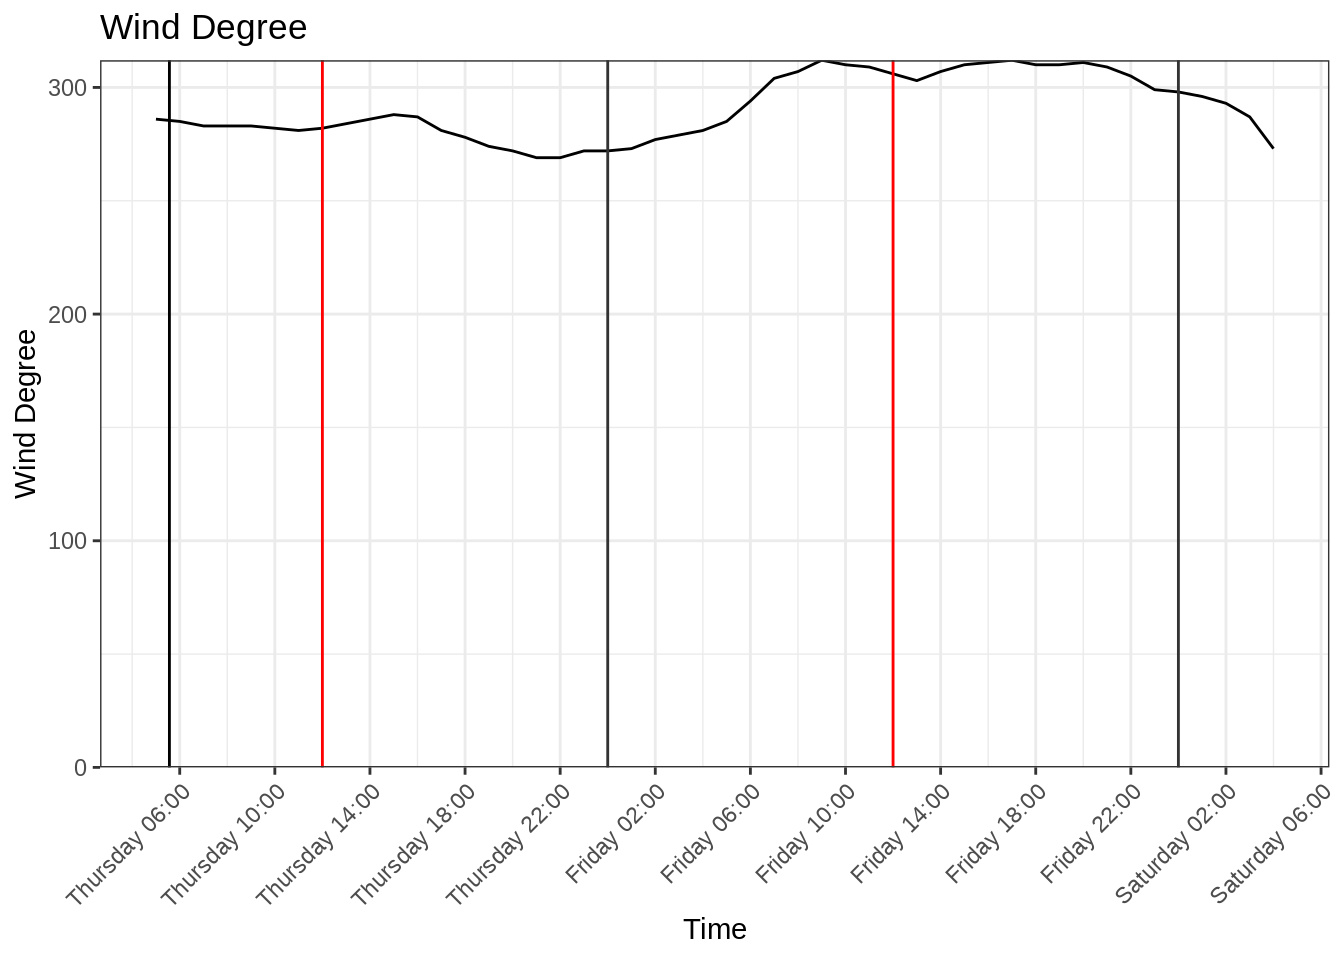 Wind Degree
Wind Degree
300
200
100
0
Thursday 06:00
Thursday 10:00
Thursday 14:00
Thursday 18:00
Thursday 22:00
Friday 02:00
Friday 06:00
Friday 10:00
Friday 14:00
Friday 18:00
Friday 22:00
Saturday 02:00
Saturday 06:00
Time